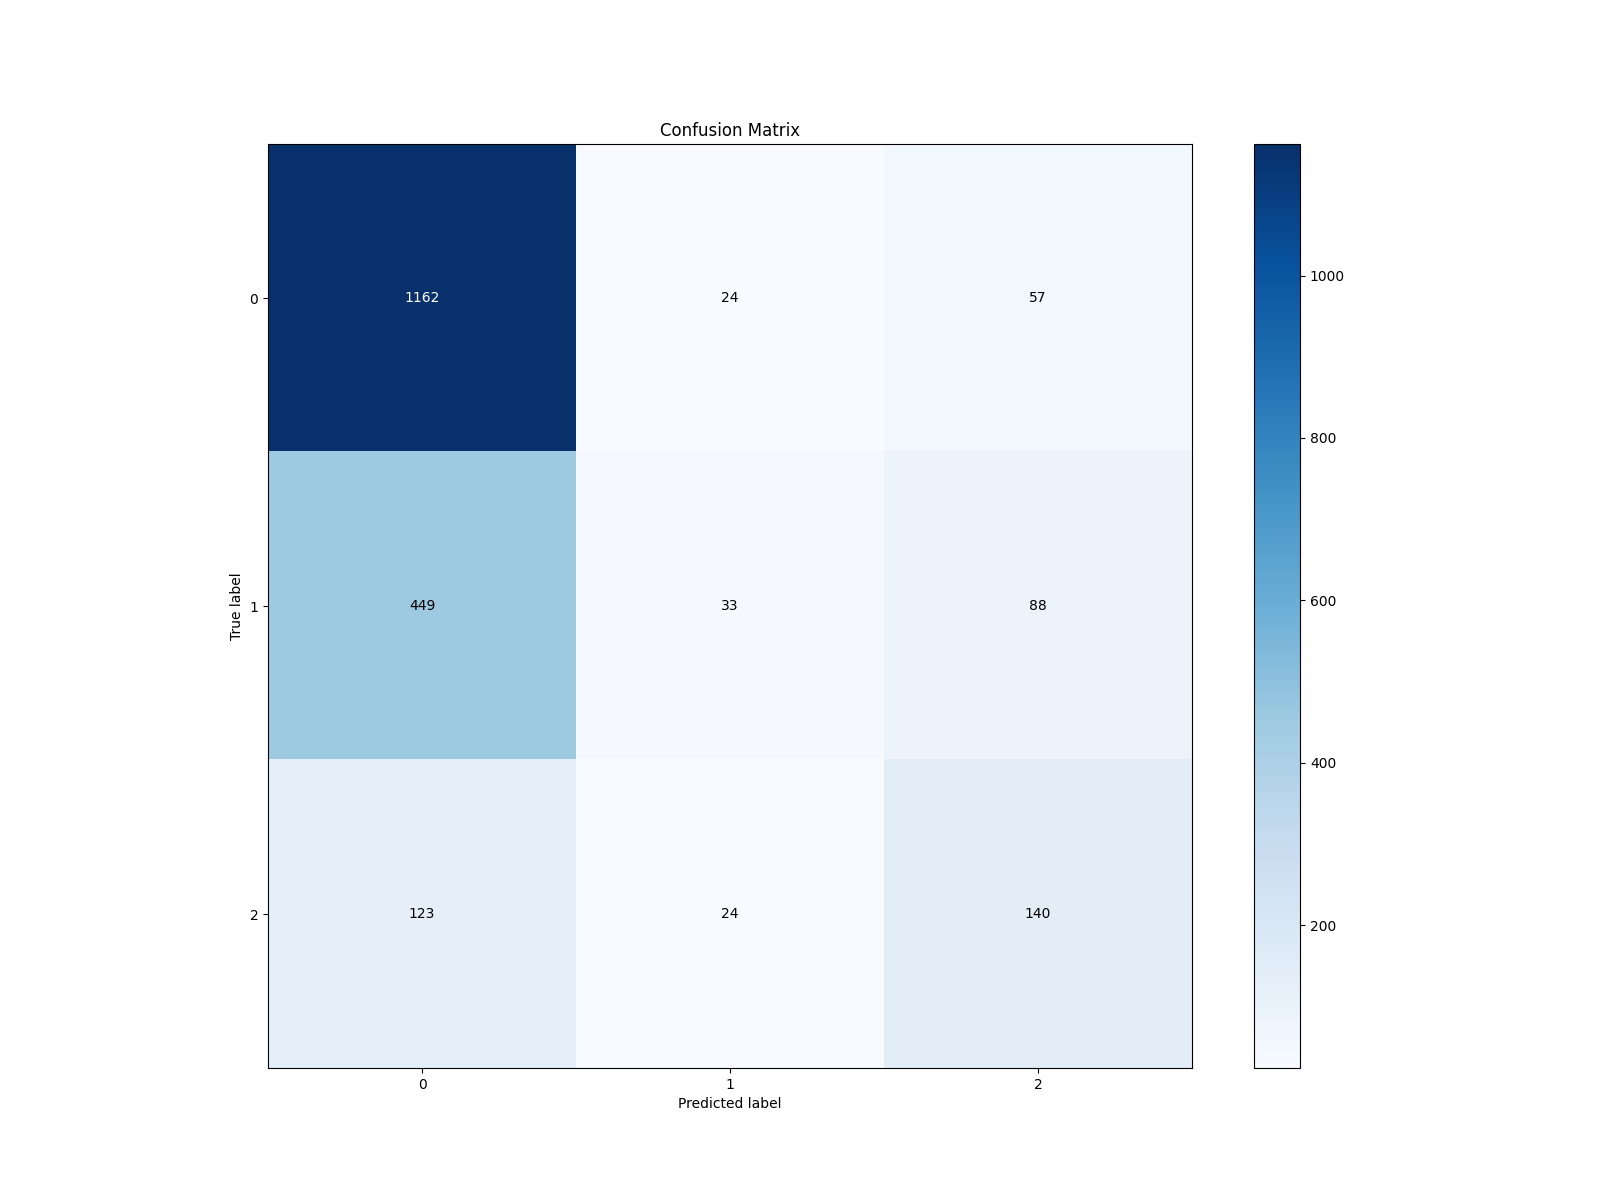 Confusion Matrix
0 1162 24 57
1 449 33 88
2 123 24 140
0 1 2
Predicted label
True label
1000
800
600
400
200